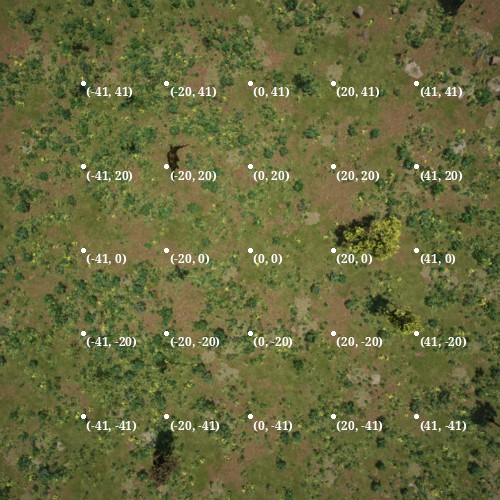 (-41, 41) (-20, 41) (0, 41) (20, 41) (41, 41)
(-41, 20) (-20, 20) (0, 20) (20, 20) (41, 20)
(-41, 0) (-20, 0) (0, 0) (20, 0) (41, 0)
(-41, -20) (-20, -20) (0, -20) (20, -20) (41, -20)
(-41, -41) (-20, -41) (0, -41) (20, -41) (41, -41)